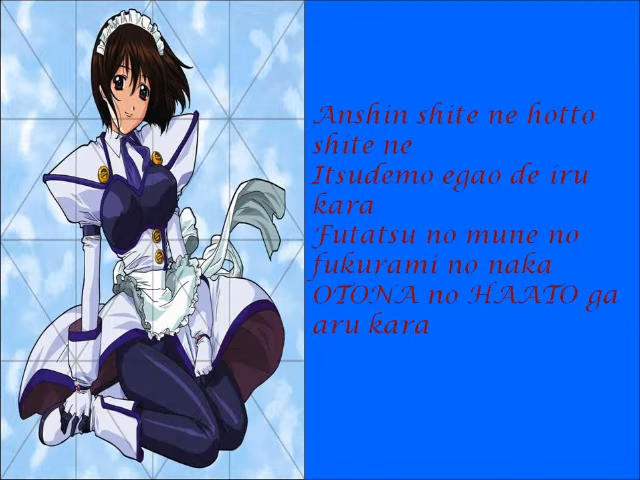 Anshin shite ne hotto
shite ne
Itsudemo egao de iru
kara
Futatsu no mune no
fukurami no naka
OTONA no HAATO ga
aru kara